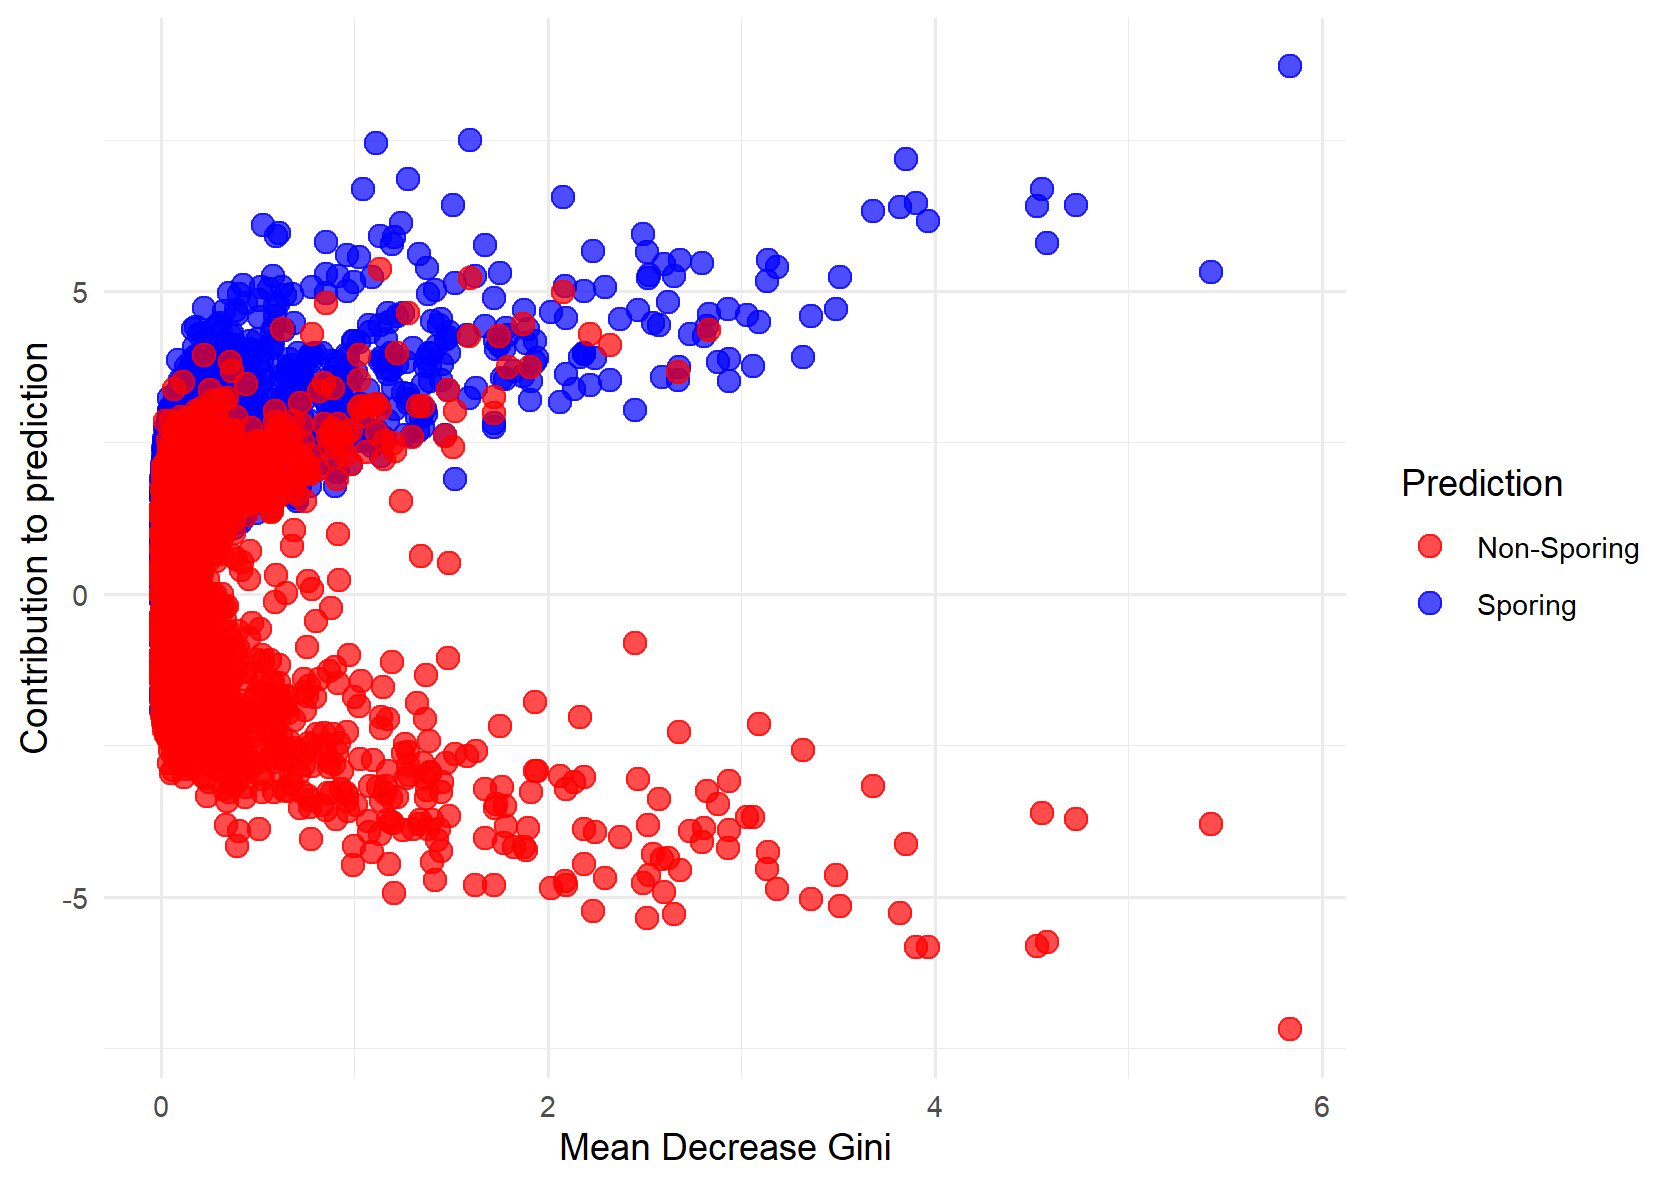 Contribution to prediction
5
0
-5
0
2
4
6
Mean Decrease Gini
Prediction
Non-Sporing
Sporing